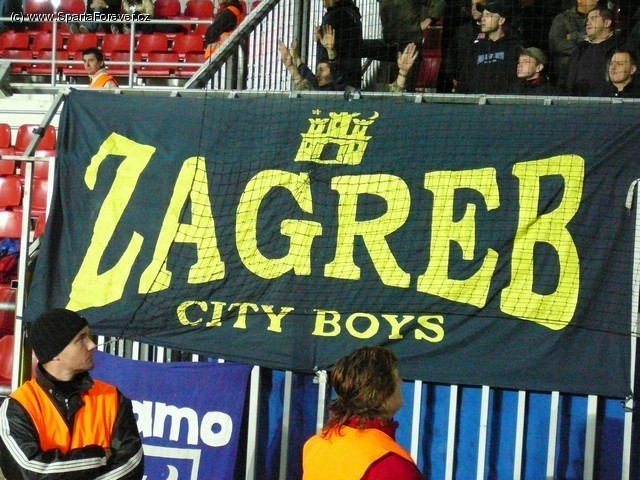 (c) www.SpartaForever.cz
ZAGREB
CITY BOYS
amo